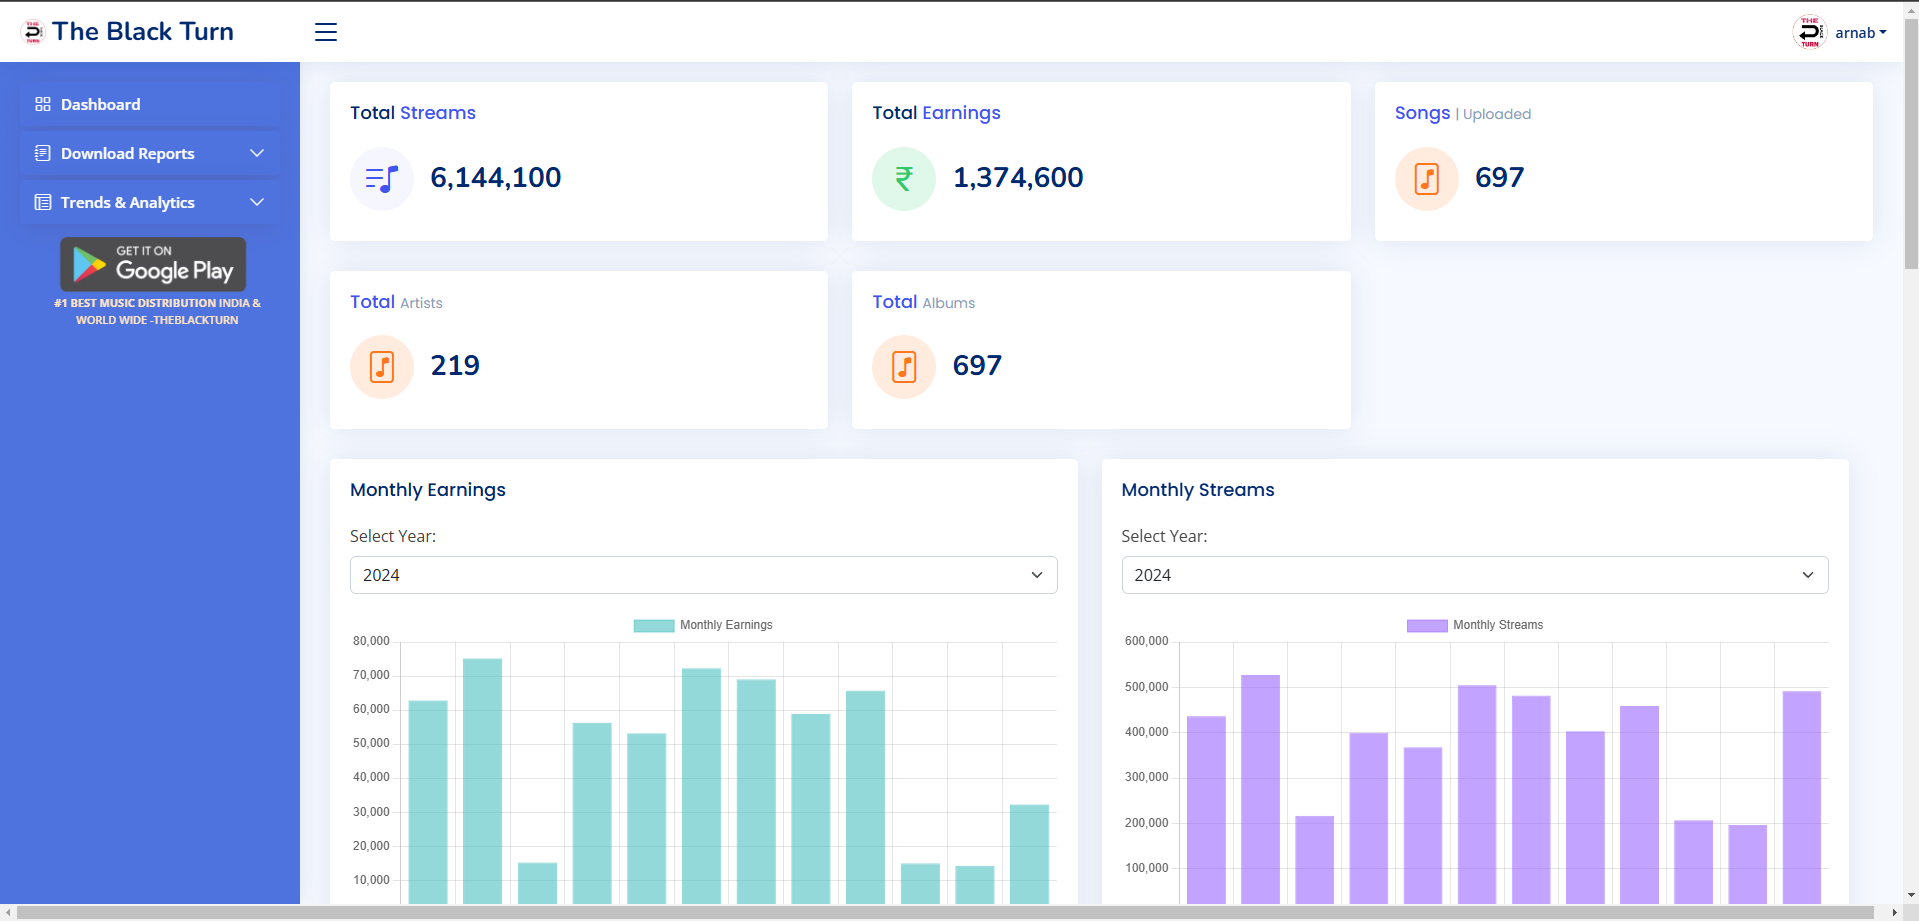 The Black Turn
arnab
Dashboard
Download Reports
Trends & Analytics
GET IT ON
Google Play
#1 BEST MUSIC DISTRIBUTION INDIA &
WORLD WIDE -THEBLACKTURN
Total Streams
6,144,100
Total Earnings
₹
1,374,600
Songs | Uploaded
697
Total Artists
219
Total Albums
697
Monthly Earnings
Select Year:
2024
Monthly Earnings
80,000
70,000
60,000
50,000
40,000
30,000
20,000
10,000
Monthly Streams
Select Year:
2024
Monthly Streams
600,000
500,000
400,000
300,000
200,000
100,000